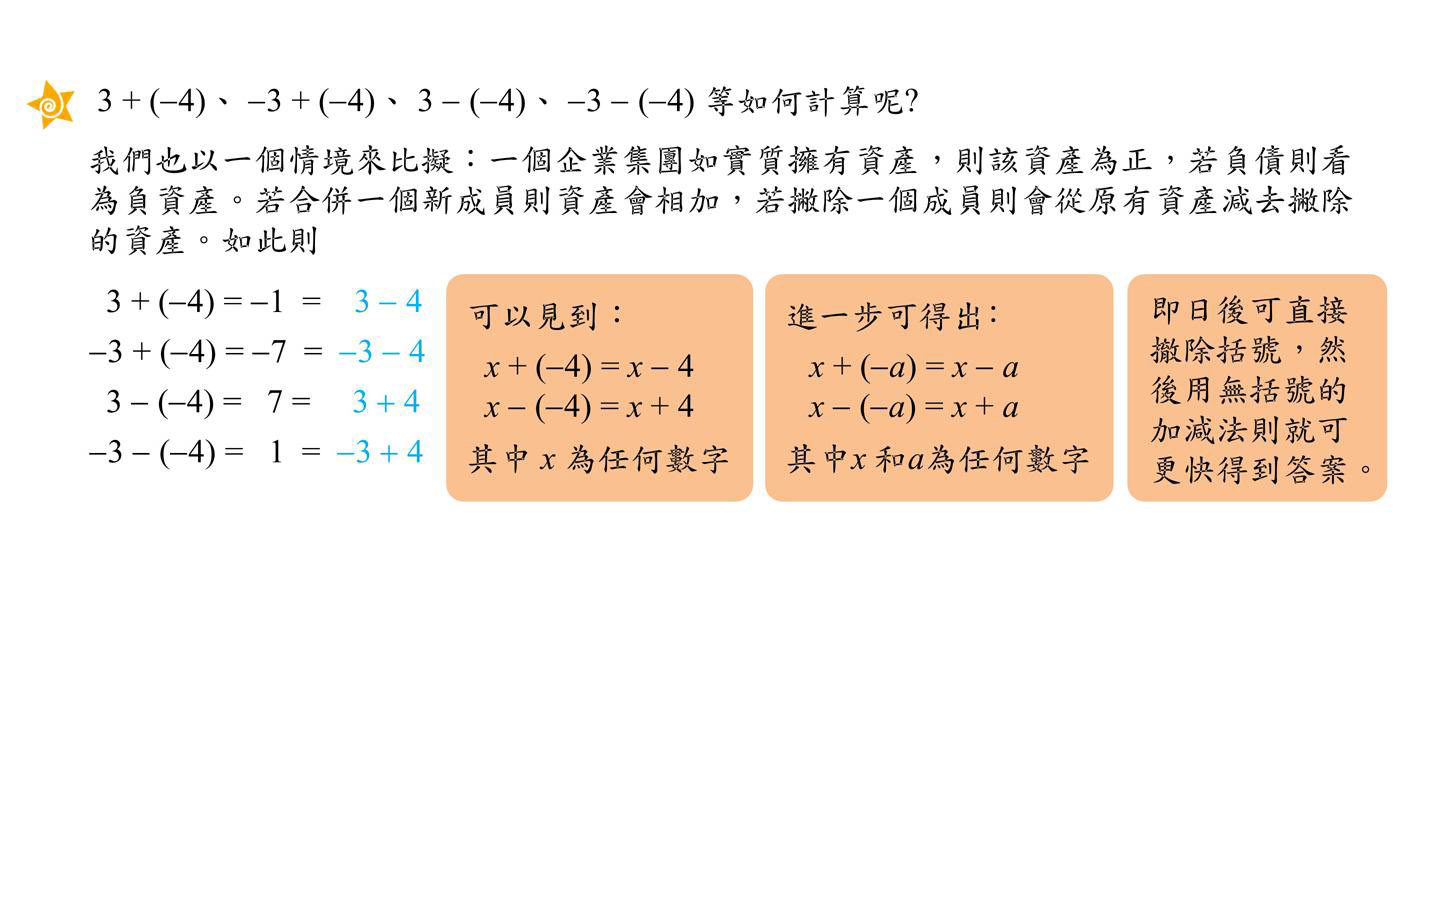 3 + (–4)、 –3 + (–4)、 3 – (–4)、 –3 – (–4) 等如何計算呢?
我們也以一個情境來比擬：一個企業集團如實質擁有資產，則該資產為正，若負債則看
為負資產。若合併一個新成員則資產會相加，若撇除一個成員則會從原有資產減去撇除
的資產。如此則
3 + (–4) = –1 = 3 – 4
–3 + (–4) = –7 = –3 – 4
3 – (–4) = 7 = 3 + 4
–3 – (–4) = 1 = –3 + 4
可以見到：
x + (–4) = x – 4
x – (–4) = x + 4
其中 x 為任何數字
進一步可得出：
x + (–a) = x – a
x – (–a) = x + a
其中x 和a為任何數字
即日後可直接
撤除括號，然
後用無括號的
加減法則就可
更快得到答案。